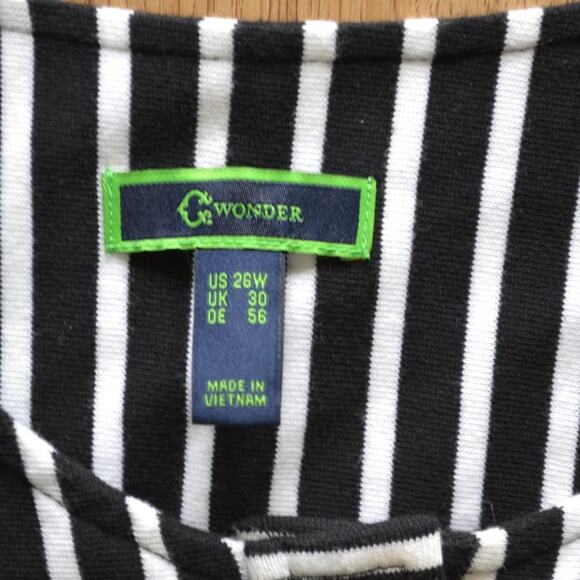 C WONDER
US 26W
UK 30
DE 56
MADE IN
VIETNAM